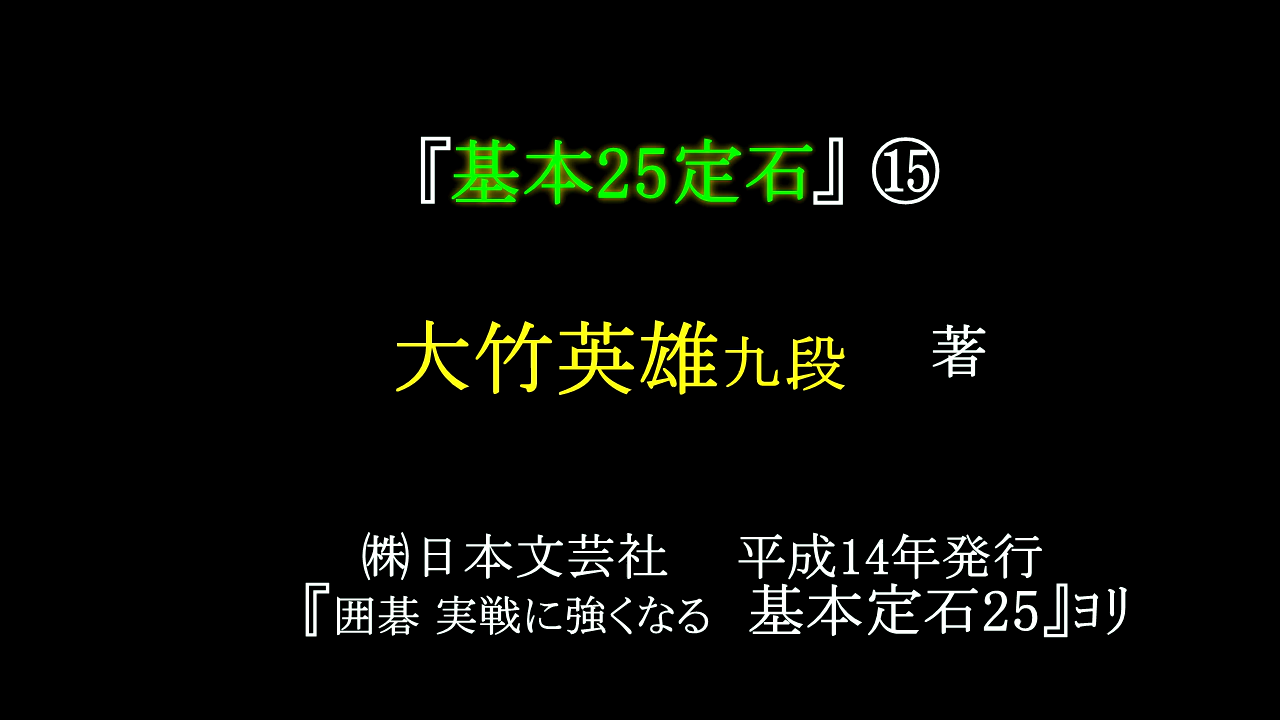 『基本25定石』⑮
大竹英雄九段 著
㈱日本文芸社 平成14年発行
『囲碁 実戦に強くなる 基本定石25』ﾖﾘ